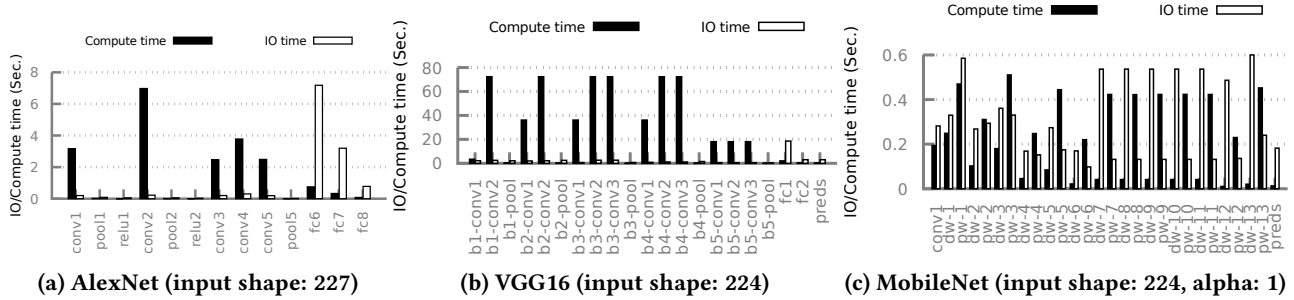 Compute time IO time
IO/Compute time (Sec.)
8
6
4
2
0
conv1
pool1
relu1
conv2
pool2
relu2
conv3
conv4
conv5
pool5
fc6
fc7
fc8
(a) AlexNet (input shape: 227)
Compute time IO time
IO/Compute time (Sec.)
80
60
40
20
0
b1-conv1
b1-conv2
b1-pool
b2-conv1
b2-conv2
b2-pool
b3-conv1
b3-conv2
b3-conv3
b3-pool
b4-conv1
b4-conv2
b4-conv3
b4-pool
b5-conv1
b5-conv2
b5-conv3
b5-pool
fc1
fc2
preds
(b) VGG16 (input shape: 224)
Compute time IO time
IO/Compute time (Sec.)
0.6
0.4
0.2
0
conv1
dw-1
pw-1
dw-2
pw-2
dw-3
pw-3
dw-4
pw-4
dw-5
pw-5
dw-6
pw-6
dw-7
pw-7
dw-8
pw-8
dw-9
pw-9
dw-10
pw-10
dw-11
pw-11
dw-12
pw-12
dw-13
pw-13
preds
(c) MobileNet (input shape: 224, alpha: 1)